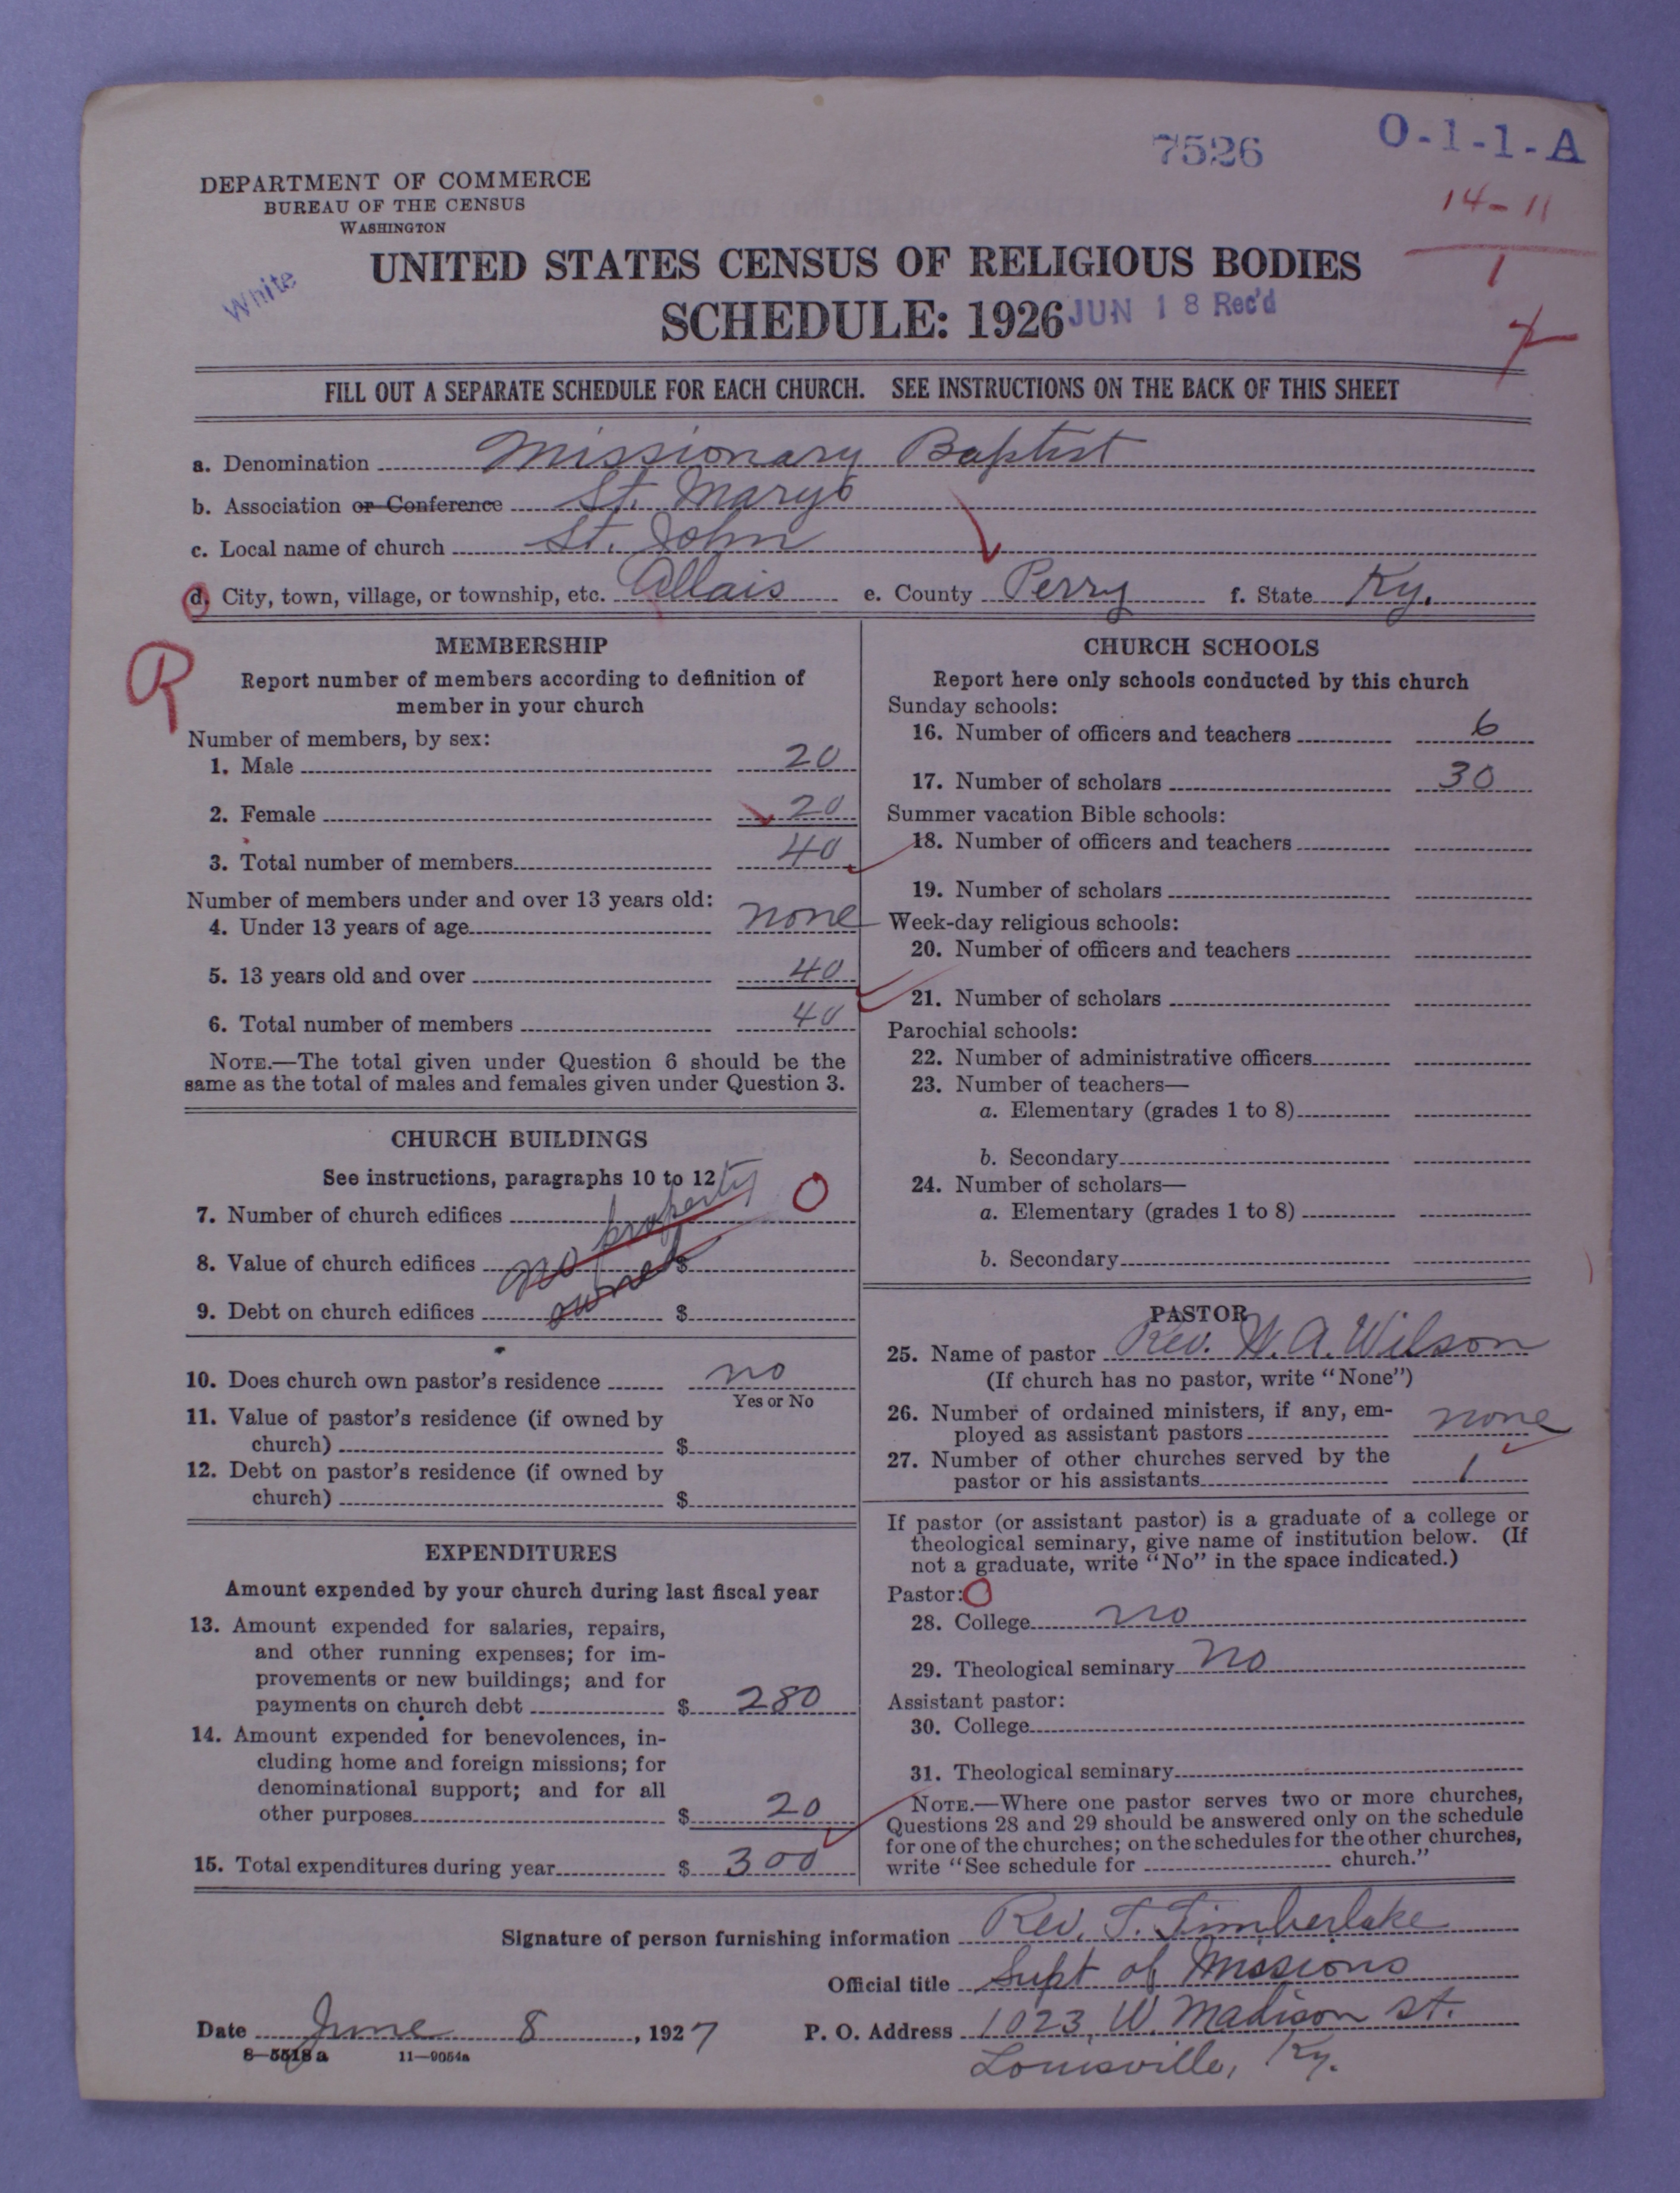 7526
O-1-1-A
14-11
1
DEPARTMENT OF COMMERCE
BUREAU OF THE CENSUS
WASHINGTON
White
UNITED STATES CENSUS OF RELIGIOUS BODIES
SCHEDULE: 1926
JUN 18 Rec'd
FILL OUT A SEPARATE SCHEDULE FOR EACH CHURCH. SEE INSTRUCTIONS ON THE BACK OF THIS SHEET
a. Denomination Missionary Baptist
b. Association or Conference St. Marys
c. Local name of church St. John
d. City, town, village, or township, etc. Allais e. County Perry f. State Ky.
R
MEMBERSHIP
Report number of members according to definition of
member in your church
Number of members, by sex:
1. Male 20
2. Female 20
3. Total number of members 40
Number of members under and over 13 years old:
4. Under 13 years of age none
5. 13 years old and over 40
6. Total number of members 40
NOTE.—The total given under Question 6 should be the
same as the total of males and females given under Question 3.
CHURCH BUILDINGS
See instructions, paragraphs 10 to 12
7. Number of church edifices O
8. Value of church edifices $
9. Debt on church edifices $
no property
owned
10. Does church own pastor's residence no
Yes or No
11. Value of pastor's residence (if owned by
church) $
12. Debt on pastor's residence (if owned by
church) $
EXPENDITURES
Amount expended by your church during last fiscal year
13. Amount expended for salaries, repairs,
and other running expenses; for im-
provements or new buildings; and for
payments on church debt $ 280
14. Amount expended for benevolences, in-
cluding home and foreign missions; for
denominational support; and for all
other purposes $ 20
15. Total expenditures during year $ 300
CHURCH SCHOOLS
Report here only schools conducted by this church
Sunday schools:
16. Number of officers and teachers 6
17. Number of scholars 30
Summer vacation Bible schools:
18. Number of officers and teachers
19. Number of scholars
Week-day religious schools:
20. Number of officers and teachers
21. Number of scholars
Parochial schools:
22. Number of administrative officers
23. Number of teachers—
a. Elementary (grades 1 to 8)
b. Secondary
24. Number of scholars—
a. Elementary (grades 1 to 8)
b. Secondary
PASTOR
25. Name of pastor Rev. W. A. Wilson
(If church has no pastor, write "None")
26. Number of ordained ministers, if any, em-
ployed as assistant pastors none
27. Number of other churches served by the
pastor or his assistants 1
If pastor (or assistant pastor) is a graduate of a college or
theological seminary, give name of institution below. (If
not a graduate, write "No" in the space indicated.)
Pastor: O
28. College no
29. Theological seminary no
Assistant pastor:
30. College
31. Theological seminary
NOTE.—Where one pastor serves two or more churches,
Questions 28 and 29 should be answered only on the schedule
for one of the churches; on the schedules for the other churches,
write "See schedule for church."
Signature of person furnishing information Rev. T. Timberlake
Official title Supt of Missions
Date June 8, 1927 P. O. Address 1023, W. Madison St.
Louisville, Ky.
8—5518a 11—9054a